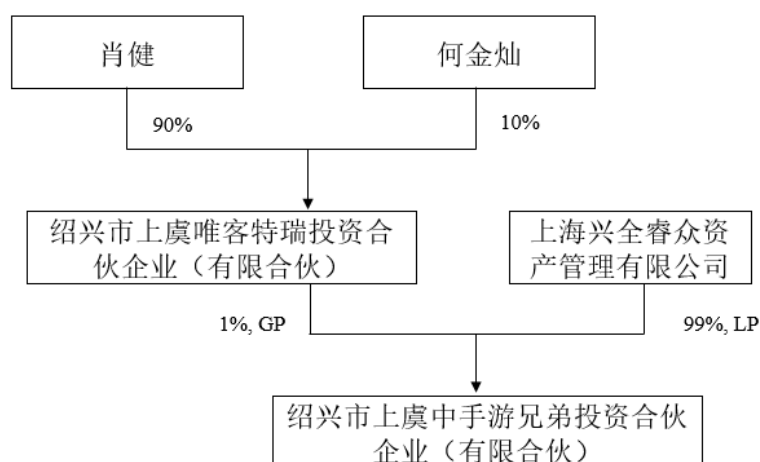 肖健
何金灿
90%
10%
绍兴市上虞唯客特瑞投资合
伙企业（有限合伙）
上海兴全睿众资
产管理有限公司
1%, GP
99%, LP
绍兴市上虞中手游兄弟投资合伙
企业（有限合伙）